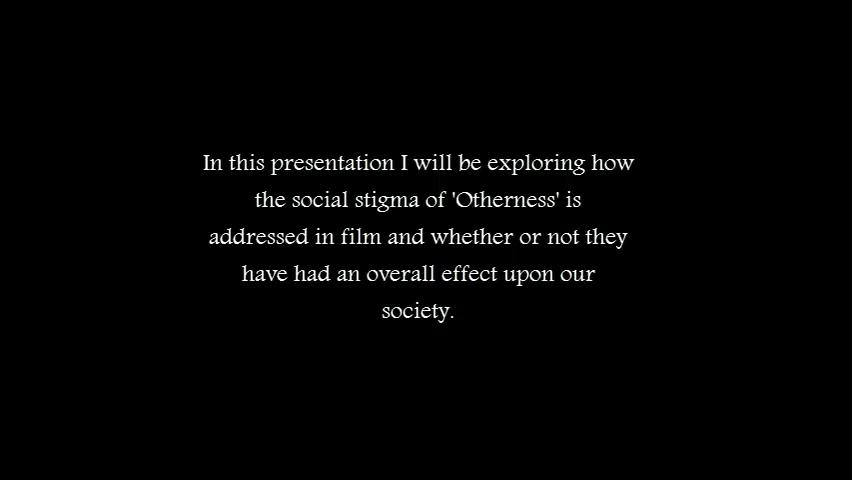 In this presentation I will be exploring how
the social stigma of 'Otherness' is
addressed in film and whether or not they
have had an overall effect upon our
society.